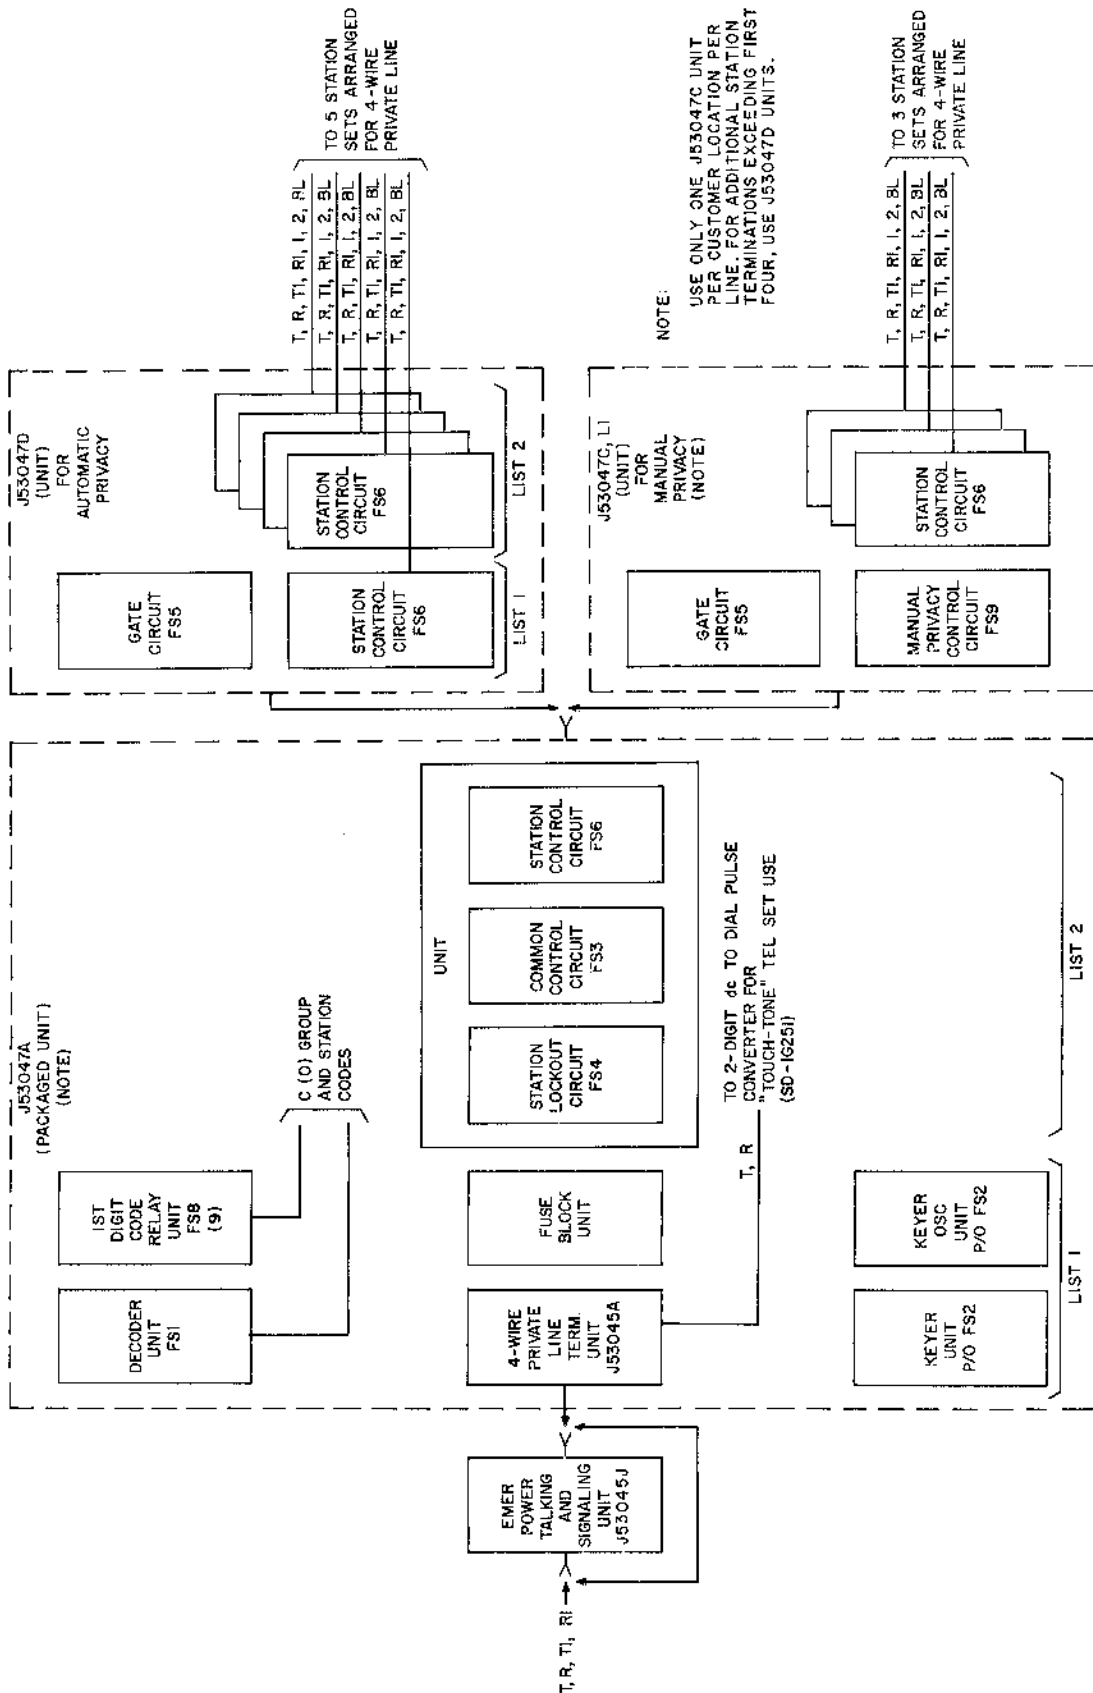 T, R, T1, R1
EMER
POWER
TALKING
AND
SIGNALING
UNIT
J53045J
J53047A
(PACKAGED UNIT)
(NOTE)
DECODER
UNIT
FS1
1ST
DIGIT
CODE
RELAY
UNIT
FS8
(9)
C (0) GROUP
AND STATION
CODES
4-WIRE
PRIVATE
LINE
TERM.
UNIT
J53045A
FUSE
BLOCK
UNIT
UNIT
STATION
LOCKOUT
CIRCUIT
FS4
COMMON
CONTROL
CIRCUIT
FS3
STATION
CONTROL
CIRCUIT
FS6
T, R
TO 2-DIGIT dc TO DIAL PULSE
CONVERTER FOR
"TOUCH-TONE" TEL SET USE
(SD-1G251)
KEYER
UNIT
P/O FS2
KEYER
OSC
UNIT
P/O FS2
LIST 1
LIST 2
J53047D
(UNIT)
FOR
AUTOMATIC
PRIVACY
GATE
CIRCUIT
FS5
STATION
CONTROL
CIRCUIT
FS6
STATION
CONTROL
CIRCUIT
FS6
LIST 1
LIST 2
T, R, T1, R1, 1, 2, BL
T, R, T1, R1, 1, 2, BL
T, R, T1, R1, 1, 2, BL
T, R, T1, R1, 1, 2, BL
T, R, T1, R1, 1, 2, BL
TO 5 STATION
SETS ARRANGED
FOR 4-WIRE
PRIVATE LINE
J53047C, L1
(UNIT)
FOR
MANUAL
PRIVACY
(NOTE)
GATE
CIRCUIT
FS5
MANUAL
PRIVACY
CONTROL
CIRCUIT
FS9
STATION
CONTROL
CIRCUIT
FS6
NOTE:
USE ONLY ONE J53047C UNIT
PER CUSTOMER LOCATION PER
LINE. FOR ADDITIONAL STATION
TERMINATIONS EXCEEDING FIRST
FOUR, USE J53047D UNITS.
T, R, T1, R1, 1, 2, BL
T, R, T1, R1, 1, 2, BL
T, R, T1, R1, 1, 2, BL
TO 3 STATION
SETS ARRANGED
FOR 4-WIRE
PRIVATE LINE